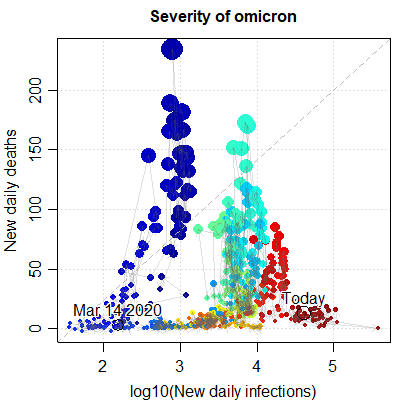 Severity of omicron
New daily deaths
200
150
100
50
0
Mar, 14 2020
Today
2
3
4
5
log10(New daily infections)